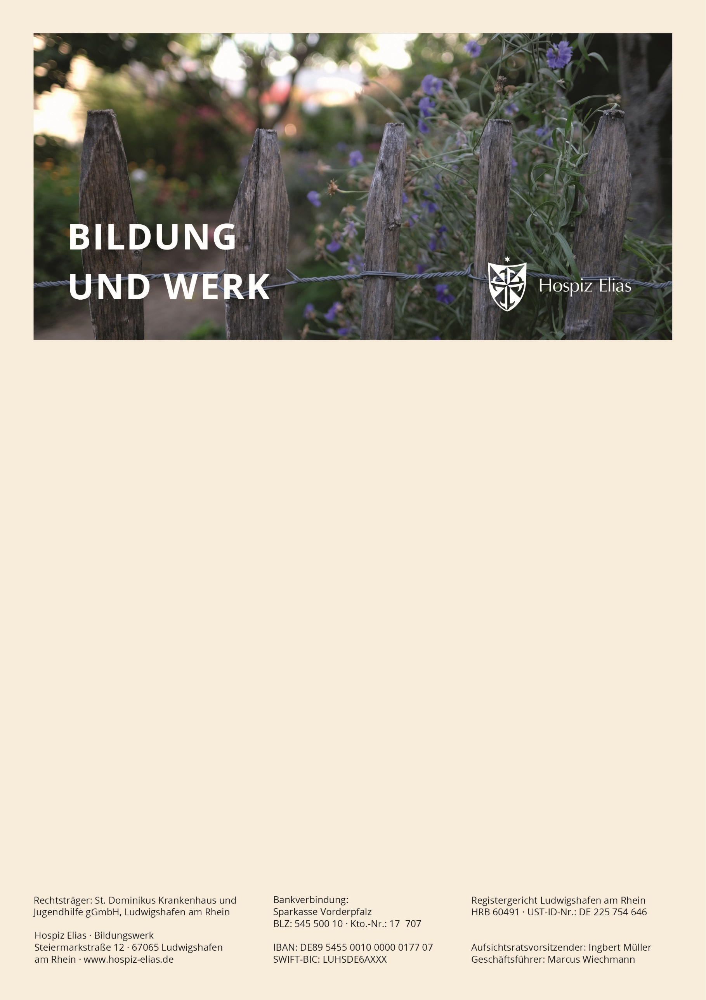 BILDUNG
UND WERK
Hospiz Elias
Rechtsträger: St. Dominikus Krankenhaus und
Jugendhilfe gGmbH, Ludwigshafen am Rhein
Hospiz Elias · Bildungswerk
Steiermarkstraße 12 · 67065 Ludwigshafen
am Rhein · www.hospiz-elias.de
Bankverbindung:
Sparkasse Vorderpfalz
BLZ: 545 500 10 · Kto.-Nr.: 17  707
IBAN: DE89 5455 0010 0000 0177 07
SWIFT-BIC: LUHSDE6AXXX
Registergericht Ludwigshafen am Rhein
HRB 60491 · UST-ID-Nr.: DE 225 754 646
Aufsichtsratsvorsitzender: Ingbert Müller
Geschäftsführer: Marcus Wiechmann